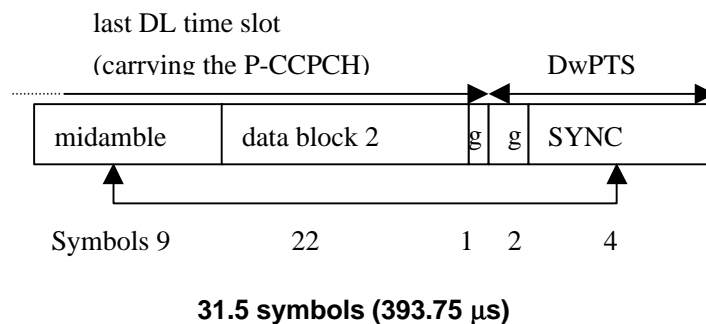 last DL time slot
(carrying the P-CCPCH) DwPTS
midamble data block 2 g g SYNC
Symbols 9 22 1 2 4
31.5 symbols (393.75 µs)